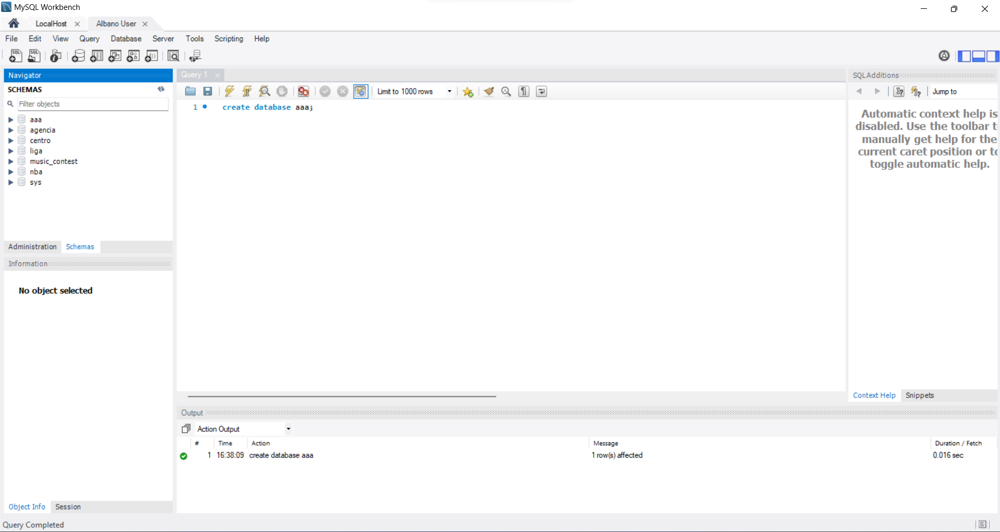 MySQL Workbench
LocalHost
Albano User
File Edit View Query Database Server Tools Scripting Help
Navigator
SCHEMAS
Filter objects
aaa
agencia
centro
liga
music_contest
nba
sys
Administration Schemas
Information
No object selected
Object Info Session
Query 1
Limit to 1000 rows
1 create database aaa;
SQLAdditions
Jump to
Automatic context help is
disabled. Use the toolbar t
manually get help for the
current caret position or to
toggle automatic help.
Context Help Snippets
Output
Action Output
# Time Action Message Duration / Fetch
1 16:38:09 create database aaa 1 row(s) affected 0.016 sec
Query Completed